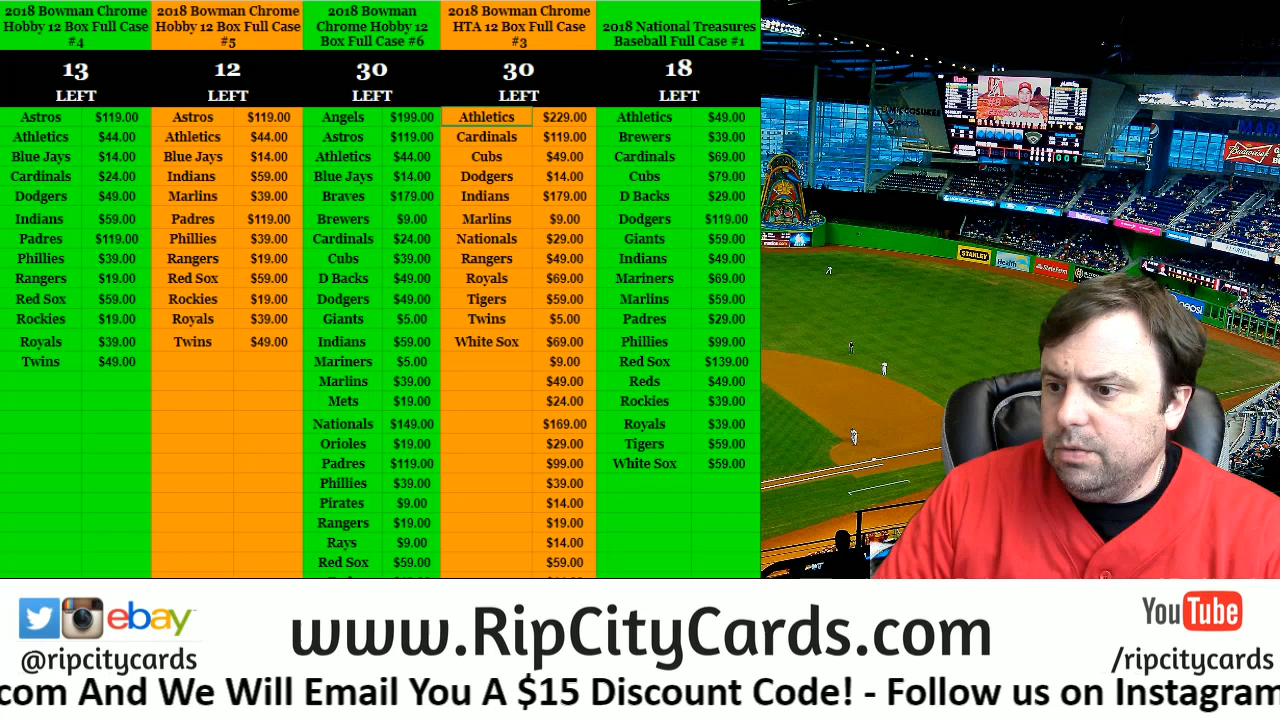 2018 Bowman Chrome
Hobby 12 Box Full Case
#4
13
LEFT
Astros $119.00
Athletics $44.00
Blue Jays $14.00
Cardinals $24.00
Dodgers $49.00
Indians $59.00
Padres $119.00
Phillies $39.00
Rangers $19.00
Red Sox $59.00
Rockies $19.00
Royals $39.00
Twins $49.00
2018 Bowman Chrome
Hobby 12 Box Full Case
#5
12
LEFT
Astros $119.00
Athletics $44.00
Blue Jays $14.00
Indians $59.00
Marlins $39.00
Padres $119.00
Phillies $39.00
Rangers $19.00
Red Sox $59.00
Rockies $19.00
Royals $39.00
Twins $49.00
2018 Bowman
Chrome Hobby 12
Box Full Case #6
30
LEFT
Angels $199.00
Astros $119.00
Athletics $44.00
Blue Jays $14.00
Braves $179.00
Brewers $9.00
Cardinals $24.00
Cubs $39.00
D Backs $49.00
Dodgers $49.00
Giants $5.00
Indians $59.00
Mariners $5.00
Marlins $39.00
Mets $19.00
Nationals $149.00
Orioles $19.00
Padres $119.00
Phillies $39.00
Pirates $9.00
Rangers $19.00
Rays $9.00
Red Sox $59.00
2018 Bowman Chrome
HTA 12 Box Full Case
#3
30
LEFT
Athletics $229.00
Cardinals $119.00
Cubs $49.00
Dodgers $14.00
Indians $179.00
Marlins $9.00
Nationals $29.00
Rangers $49.00
Royals $69.00
Tigers $59.00
Twins $5.00
White Sox $69.00
$9.00
$49.00
$24.00
$169.00
$29.00
$99.00
$39.00
$14.00
$19.00
$14.00
$59.00
2018 National Treasures
Baseball Full Case #1
18
LEFT
Athletics $49.00
Brewers $39.00
Cardinals $69.00
Cubs $79.00
D Backs $29.00
Dodgers $119.00
Giants $59.00
Indians $49.00
Mariners $69.00
Marlins $59.00
Padres $29.00
Phillies $99.00
Red Sox $139.00
Reds $49.00
Rockies $39.00
Royals $39.00
Tigers $59.00
White Sox $59.00
Budweiser
STANLEY
Health
State Farm
pepsi
ebay
@ripcitycards
www.RipCityCards.com
YouTube
/ripcitycards
.com And We Will Email You A $15 Discount Code! - Follow us on Instagram